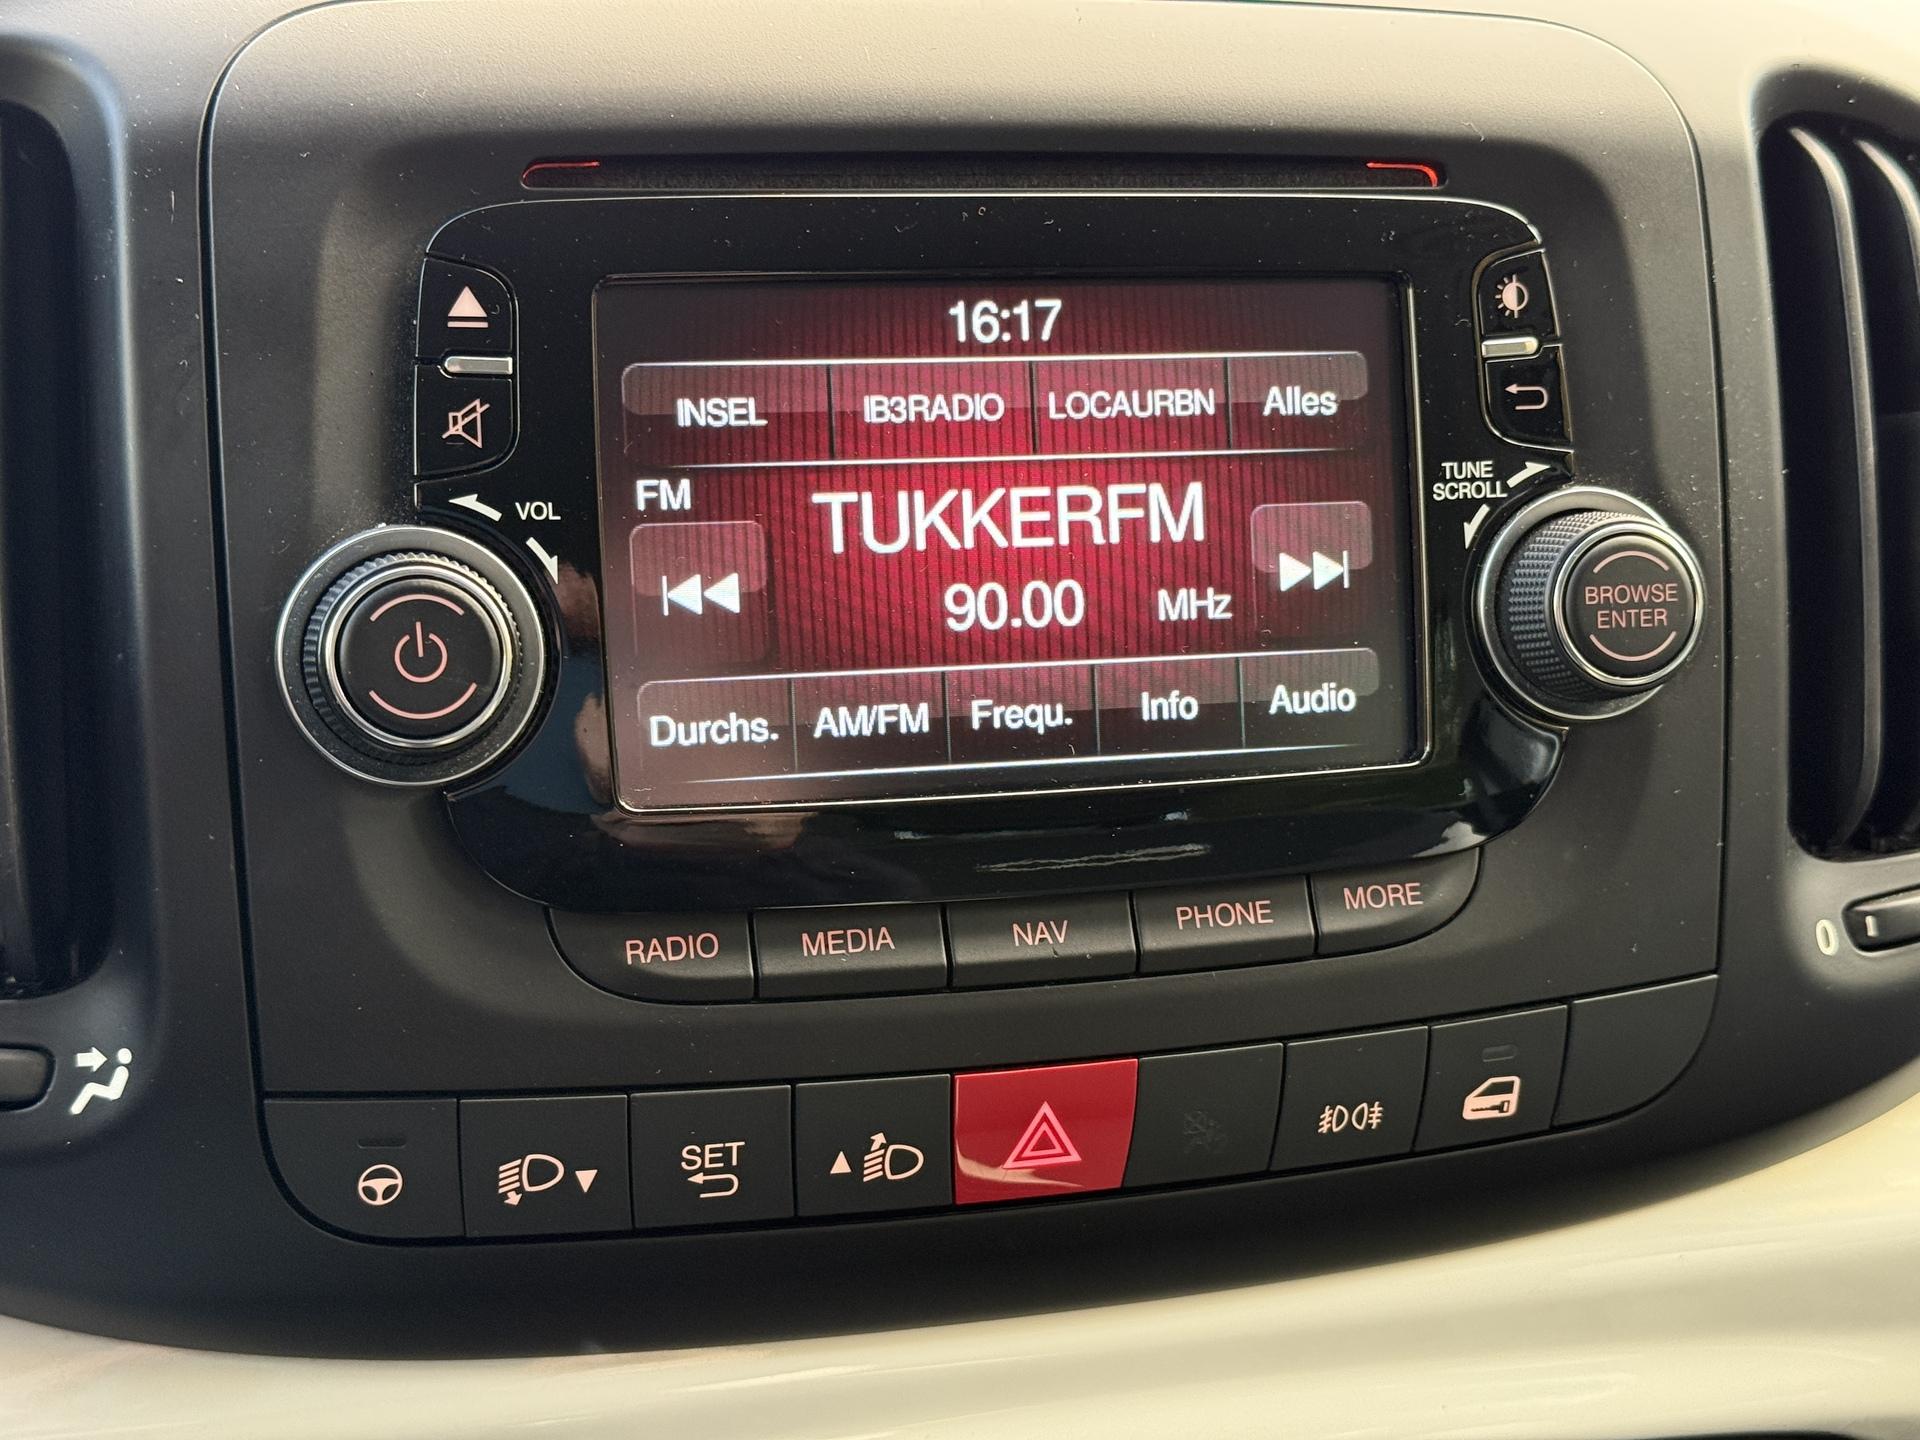 16:17
INSEL IB3RADIO LOCAURBN Alles
FM
TUKKERFM
90.00 MHz
Durchs. AM/FM Frequ. Info Audio
VOL
TUNE
SCROLL
BROWSE
ENTER
RADIO MEDIA NAV PHONE MORE
0
SET